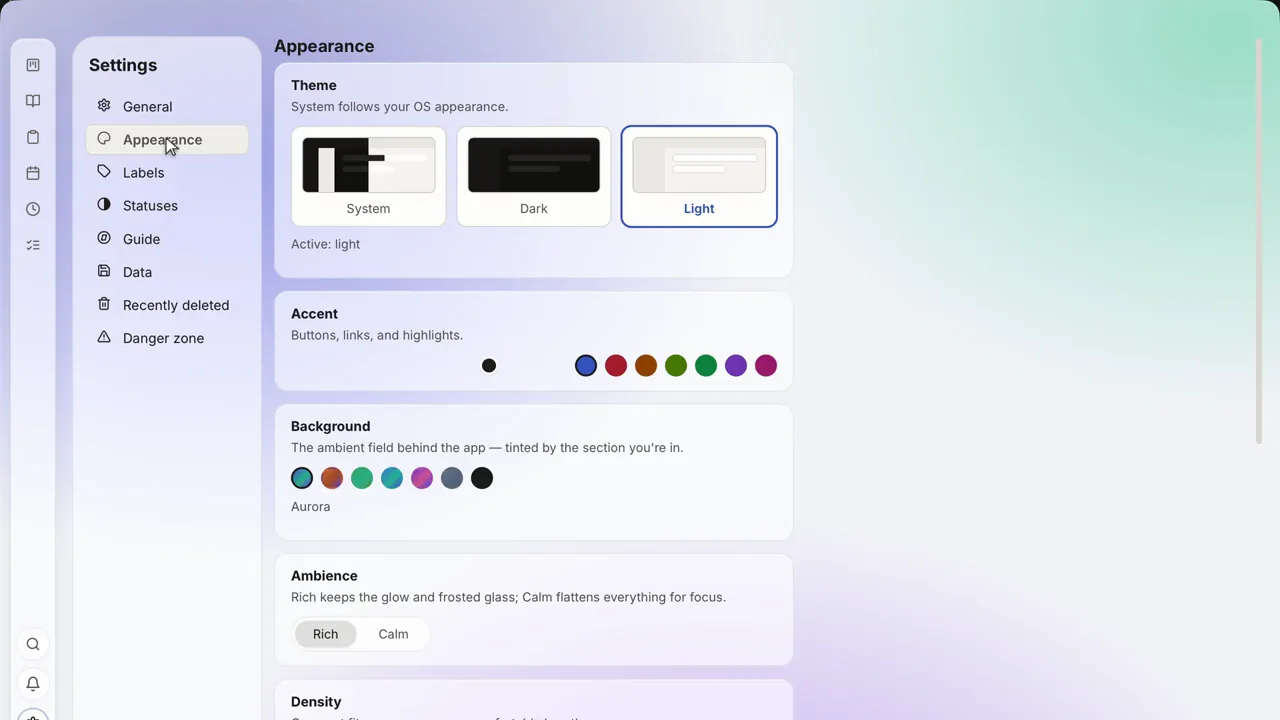 Settings
General
Appearance
Labels
Statuses
Guide
Data
Recently deleted
Danger zone
Appearance
Theme
System follows your OS appearance.
System
Dark
Light
Active: light
Accent
Buttons, links, and highlights.
Background
The ambient field behind the app — tinted by the section you're in.
Aurora
Ambience
Rich keeps the glow and frosted glass; Calm flattens everything for focus.
Rich
Calm
Density